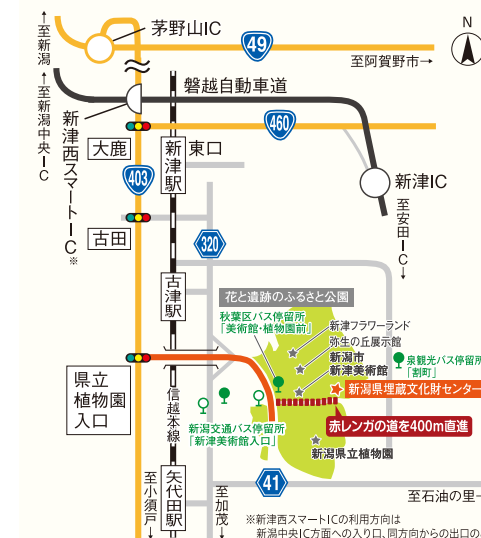 茅野山IC
N
←至新潟
49
至阿賀野市→
磐越自動車道
←至新潟中央IC
新津西スマートIC※
460
大鹿
新津駅
東口
403
新津IC
至安田IC→
古田
320
古津駅
花と遺跡のふるさと公園
秋葉区バス停留所
「美術館・植物園前」
新津フラワーランド
弥生の丘展示館
新潟市
新津美術館
泉観光バス停留所
「割町」
県立
植物園
入口
新潟県埋蔵文化財センター
信越本線
赤レンガの道を400m直進
新潟交通バス停留所
「新津美術館入口」
新潟県立植物園
41
矢代田駅
至小須戸→
至加茂→
至石油の里
※新津西スマートICの利用方向は
新潟中央IC方面への入り口、同方向からの出口の